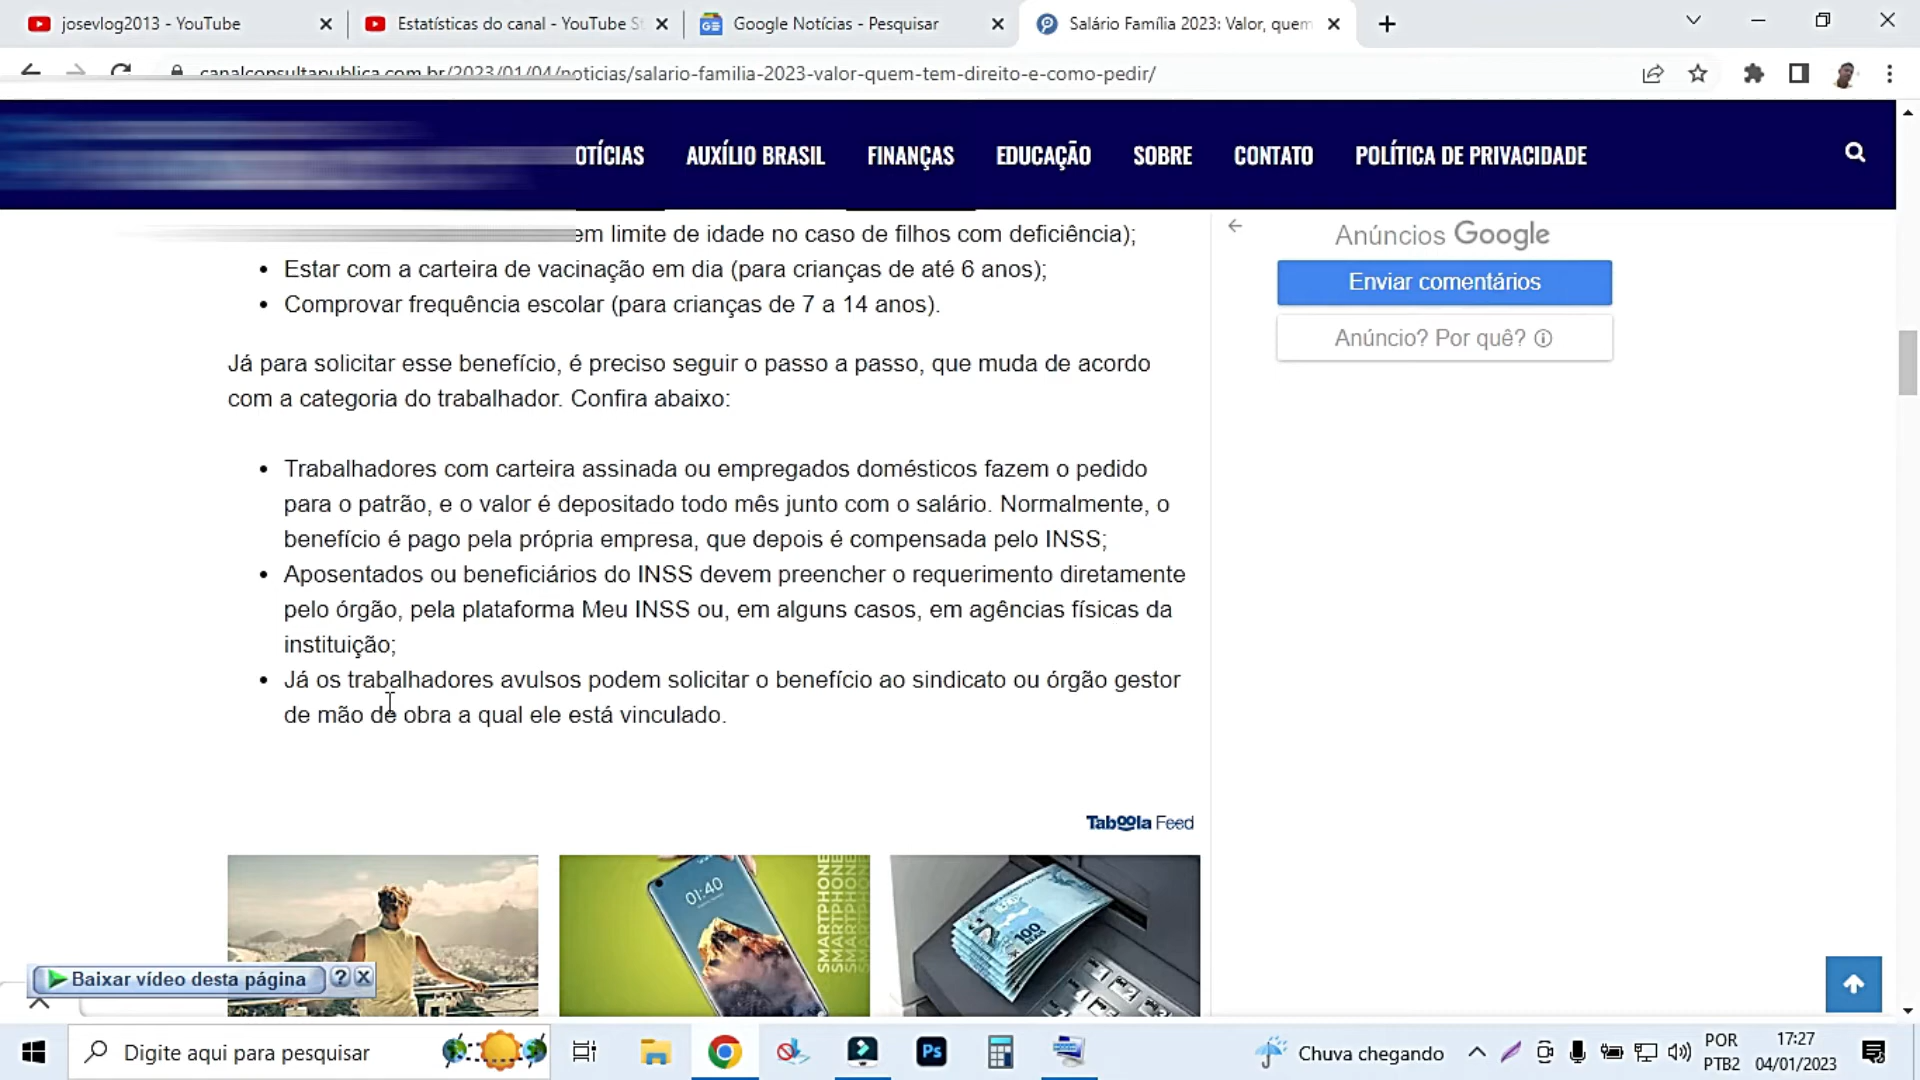 josevlog2013 - YouTube
Estatísticas do canal - YouTube S
Google Notícias - Pesquisar
Salário Família 2023: Valor, quem
canalconsultapublica.com.br/2023/01/04/noticias/salario-familia-2023-valor-quem-tem-direito-e-como-pedir/
OTÍCIAS AUXÍLIO BRASIL FINANÇAS EDUCAÇÃO SOBRE CONTATO POLÍTICA DE PRIVACIDADE
em limite de idade no caso de filhos com deficiência);
• Estar com a carteira de vacinação em dia (para crianças de até 6 anos);
• Comprovar frequência escolar (para crianças de 7 a 14 anos).
Já para solicitar esse benefício, é preciso seguir o passo a passo, que muda de acordo
com a categoria do trabalhador. Confira abaixo:
• Trabalhadores com carteira assinada ou empregados domésticos fazem o pedido
para o patrão, e o valor é depositado todo mês junto com o salário. Normalmente, o
benefício é pago pela própria empresa, que depois é compensada pelo INSS;
• Aposentados ou beneficiários do INSS devem preencher o requerimento diretamente
pelo órgão, pela plataforma Meu INSS ou, em alguns casos, em agências físicas da
instituição;
• Já os trabalhadores avulsos podem solicitar o benefício ao sindicato ou órgão gestor
de mão de obra a qual ele está vinculado.
Anúncios Google
Enviar comentários
Anúncio? Por quê?
Taboola Feed
01:40
SMARTPHONE
SMARTPHONE
SMARTPHONE
100
REAIS
Baixar vídeo desta página ? X
Digite aqui para pesquisar
Ps
Chuva chegando
POR
PTB2
17:27
04/01/2023